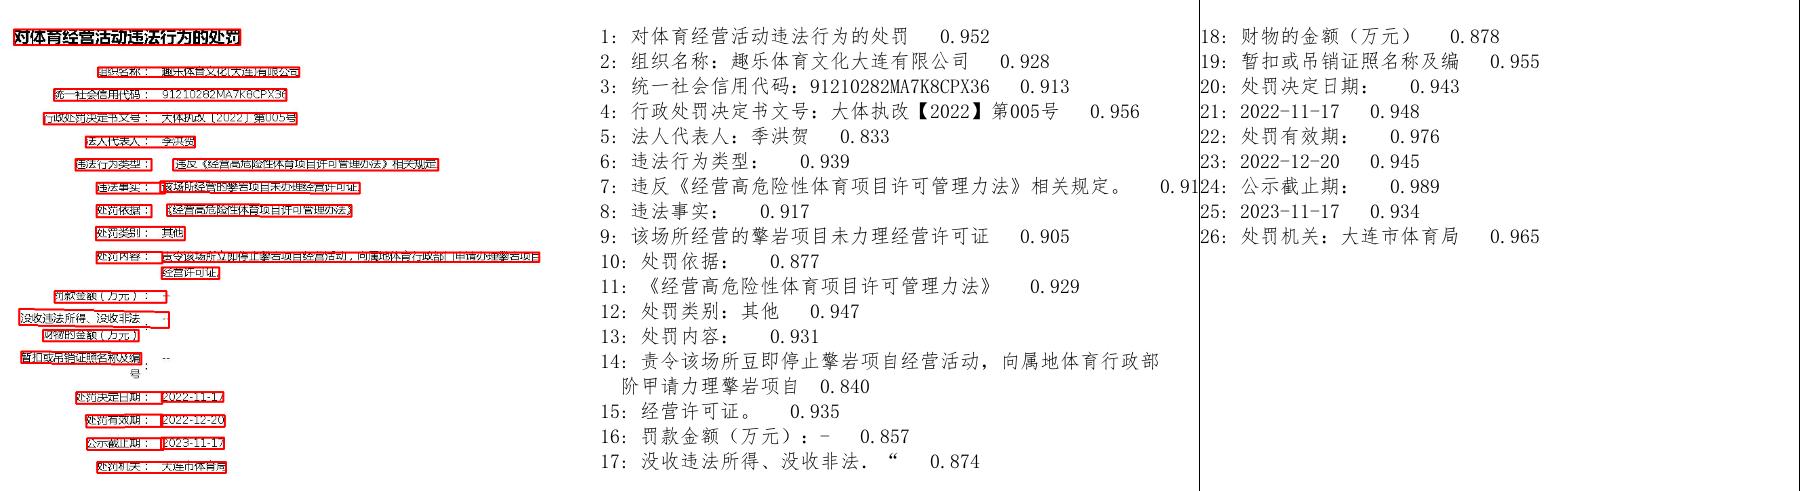 对体育经营活动违法行为的处罚
组织名称： 趣乐体育文化(大连)有限公司
统一社会信用代码： 91210282MA7K8CPX36
行政处罚决定书文号： 大体执改【2022】第005号
法人代表人： 李洪贺
违法行为类型： 违反《经营高危险性体育项目许可管理办法》相关规定
违法事实： 该场所经营的攀岩项目未办理经营许可证
处罚依据： 《经营高危险性体育项目许可管理办法》
处罚类别： 其他
处罚内容： 责令该场所立即停止攀岩项目经营活动，向属地体育行政部门申请办理攀岩项目
经营许可证。
罚款金额（万元）： -
没收违法所得、没收非法
财物的金额（万元）
：
暂扣或吊销证照名称及编
号
： --
处罚决定日期： 2022-11-17
处罚有效期： 2022-12-20
公示截止期： 2023-11-17
处罚机关： 大连市体育局
1: 对体育经营活动违法行为的处罚 0.952
2: 组织名称：趣乐体育文化大连有限公司 0.928
3: 统一社会信用代码：91210282MA7K8CPX36 0.913
4: 行政处罚决定书文号：大体执改【2022】第005号 0.956
5: 法人代表人：季洪贺 0.833
6: 违法行为类型： 0.939
7: 违反《经营高危险性体育项目许可管理力法》相关规定。 0.91
8: 违法事实： 0.917
9: 该场所经营的擎岩项目未力理经营许可证 0.905
10: 处罚依据： 0.877
11: 《经营高危险性体育项目许可管理力法》 0.929
12: 处罚类别：其他 0.947
13: 处罚内容： 0.931
14: 责令该场所豆即停止擎岩项自经营活动，向属地体育行政部
阶甲请力理擎岩项自 0.840
15: 经营许可证。 0.935
16: 罚款金额（万元）：- 0.857
17: 没收违法所得、没收非法．“ 0.874
18: 财物的金额（万元） 0.878
19: 暂扣或吊销证照名称及编 0.955
20: 处罚决定日期： 0.943
21: 2022-11-17 0.948
22: 处罚有效期： 0.976
23: 2022-12-20 0.945
24: 公示截止期： 0.989
25: 2023-11-17 0.934
26: 处罚机关：大连市体育局 0.965